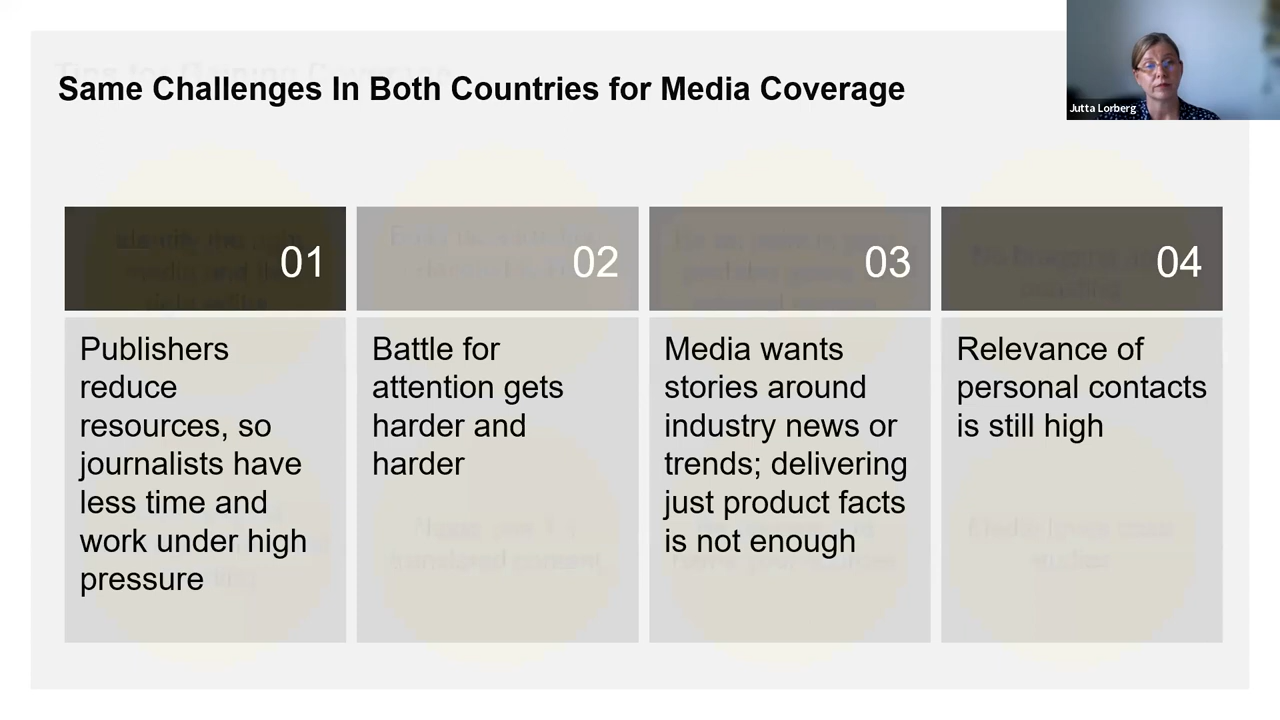 Same Challenges In Both Countries for Media Coverage
Jutta Lorberg
01
Publishers
reduce
resources, so
journalists have
less time and
work under high
pressure
02
Battle for
attention gets
harder and
harder
03
Media wants
stories around
industry news or
trends; delivering
just product facts
is not enough
04
Relevance of
personal contacts
is still high